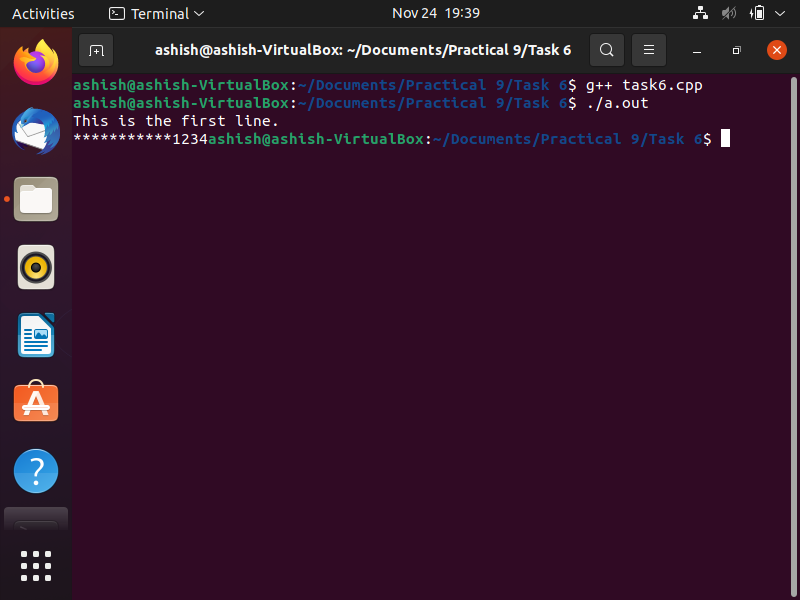 Activities
Terminal
Nov 24 19:39
ashish@ashish-VirtualBox: ~/Documents/Practical 9/Task 6
ashish@ashish-VirtualBox:~/Documents/Practical 9/Task 6$ g++ task6.cpp
ashish@ashish-VirtualBox:~/Documents/Practical 9/Task 6$ ./a.out
This is the first line.
***********1234ashish@ashish-VirtualBox:~/Documents/Practical 9/Task 6$